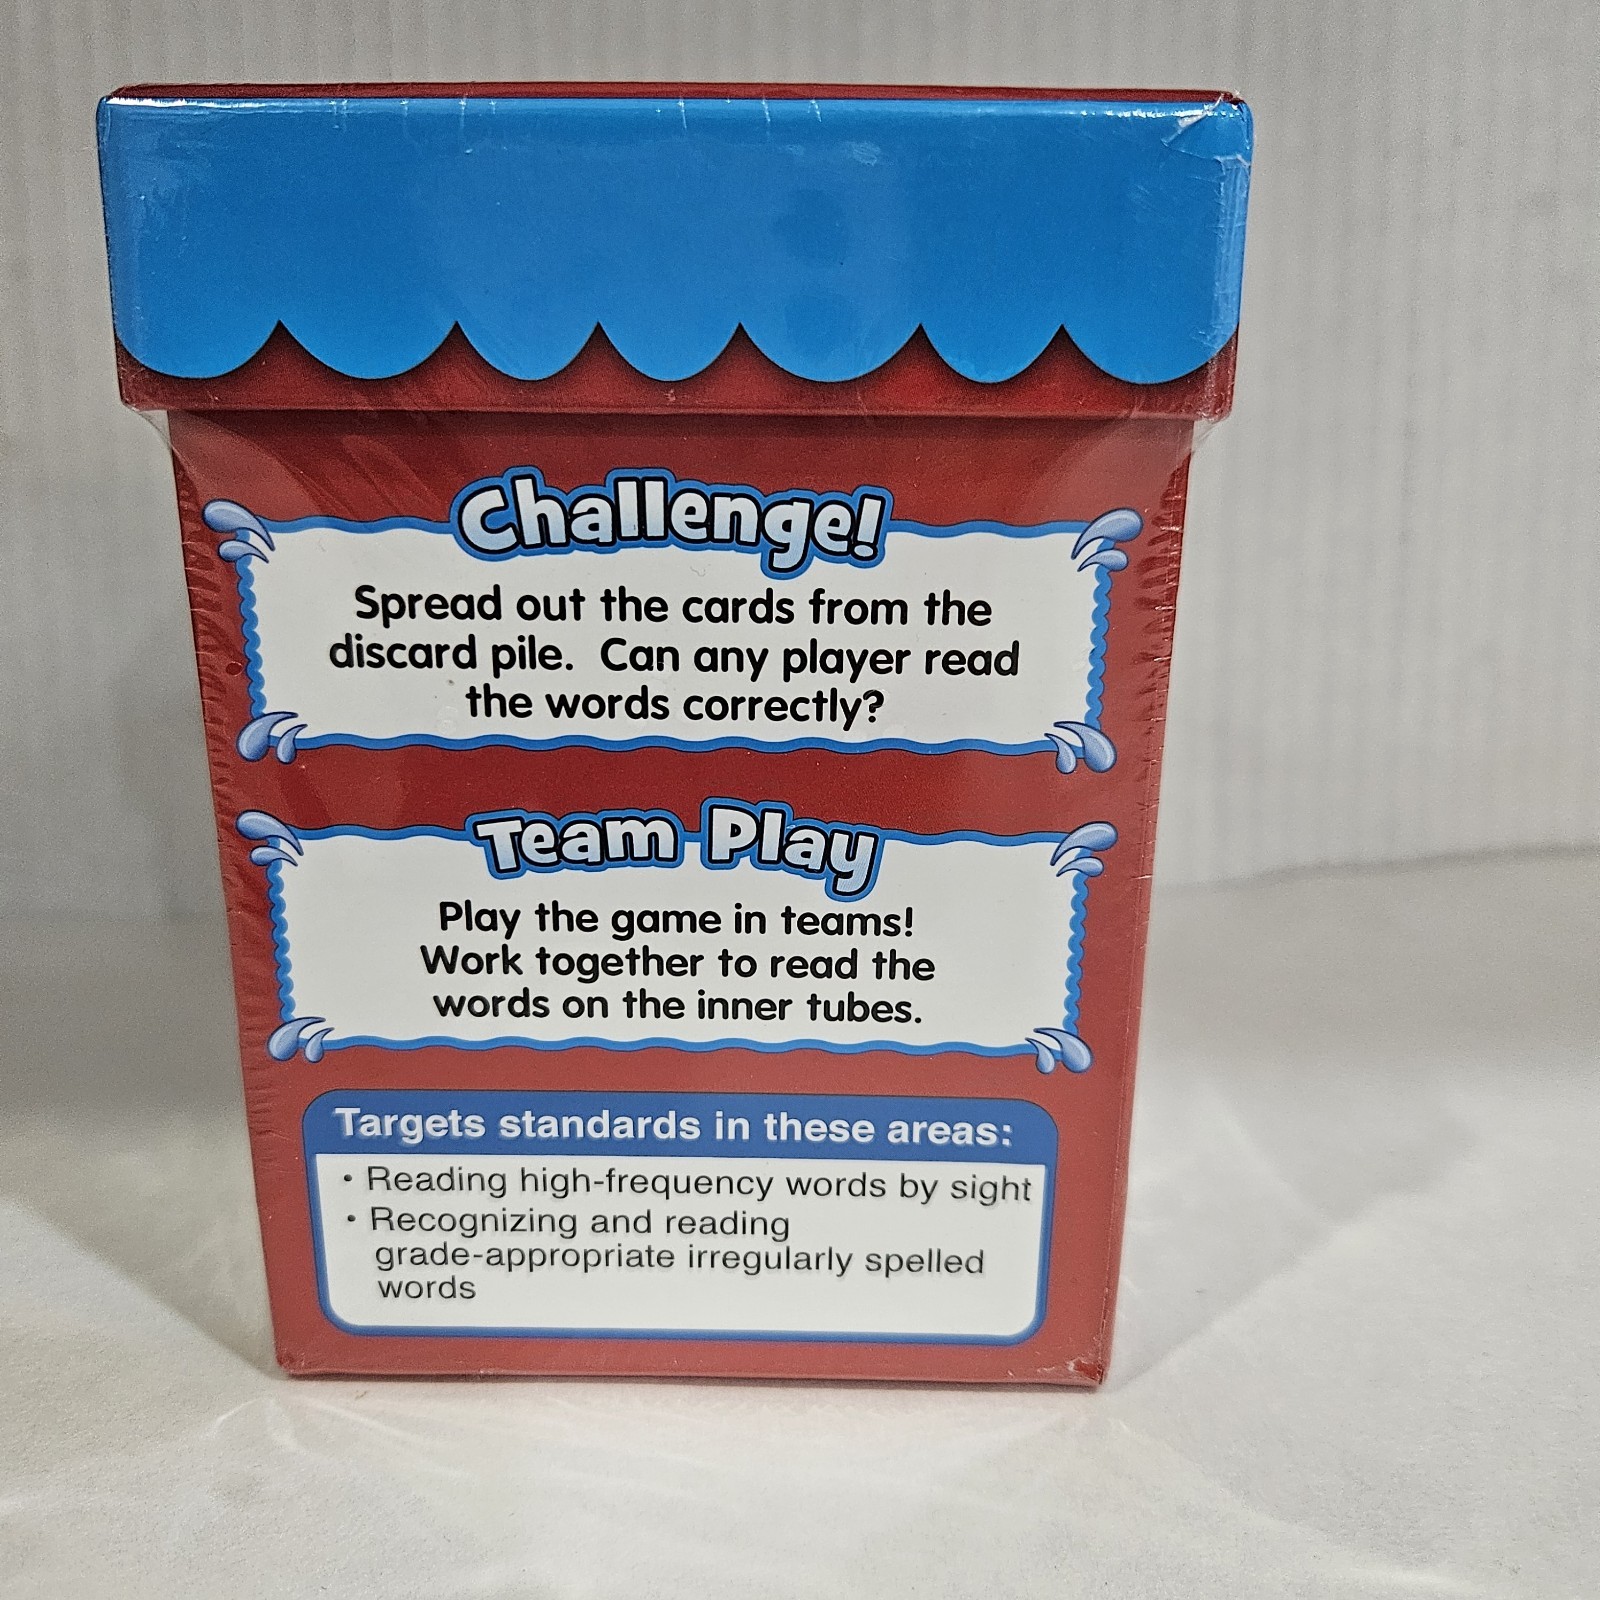 Challenge!
Spread out the cards from the
discard pile. Can any player read
the words correctly?
Team Play
Play the game in teams!
Work together to read the
words on the inner tubes.
Targets standards in these areas:
• Reading high-frequency words by sight
• Recognizing and reading
grade-appropriate irregularly spelled
words